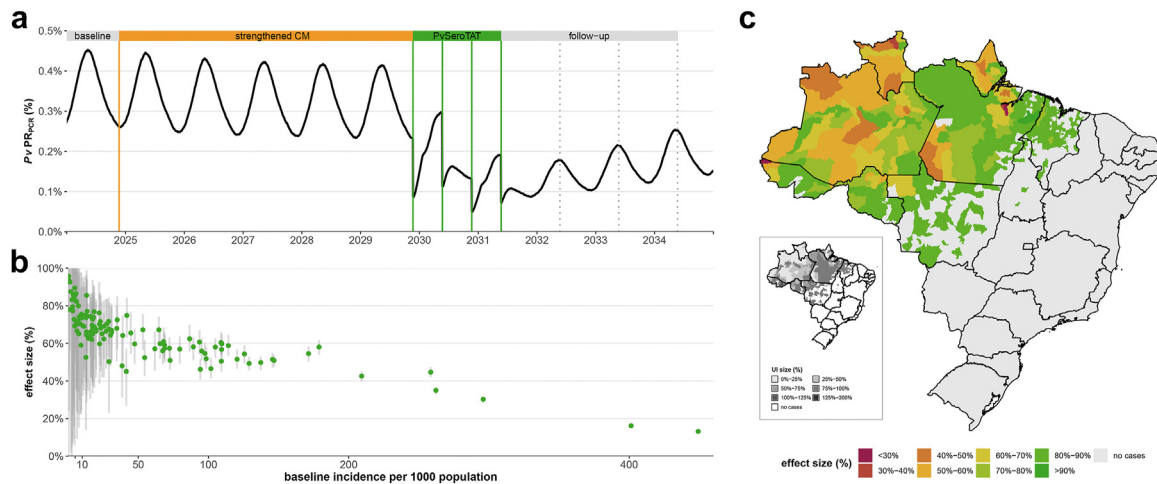 a
0.5%
baseline strengthened CM PvSeroTAT follow-up
0.4%
0.3%
0.2%
0.1%
0.0%
Pv PRPCR (%)
2025 2026 2027 2028 2029 2030 2031 2032 2033 2034
b
100%
80%
60%
40%
20%
0%
effect size (%)
10 50 100 200 400
baseline incidence per 1000 population
c
UI size (%)
0%-25% 25%-50%
50%-75% 75%-100%
100%-125% 125%-200%
no cases
effect size (%)
<30% 40%-50% 60%-70% 80%-90% no cases
30%-40% 50%-60% 70%-80% >90%